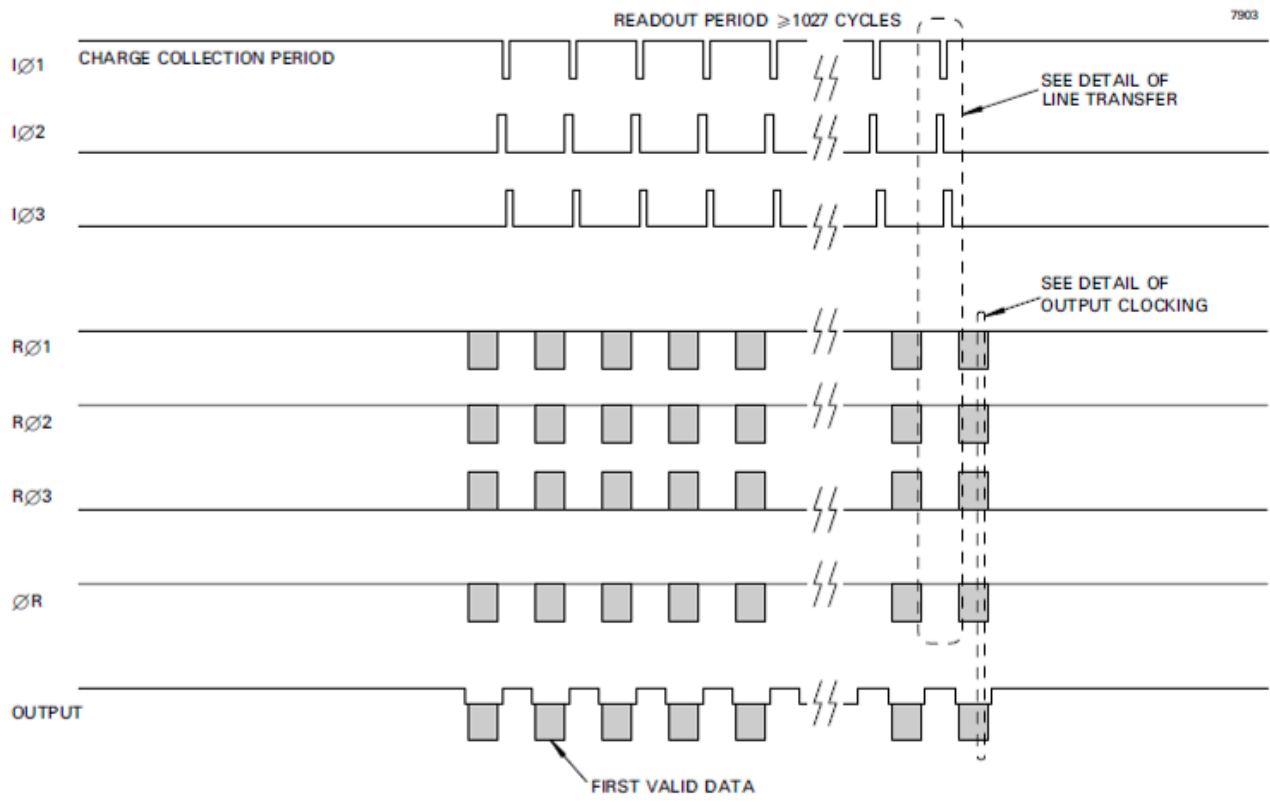 READOUT PERIOD ⩾1027 CYCLES
7903
IØ1
CHARGE COLLECTION PERIOD
SEE DETAIL OF
LINE TRANSFER
IØ2
IØ3
SEE DETAIL OF
OUTPUT CLOCKING
RØ1
RØ2
RØ3
ØR
OUTPUT
FIRST VALID DATA